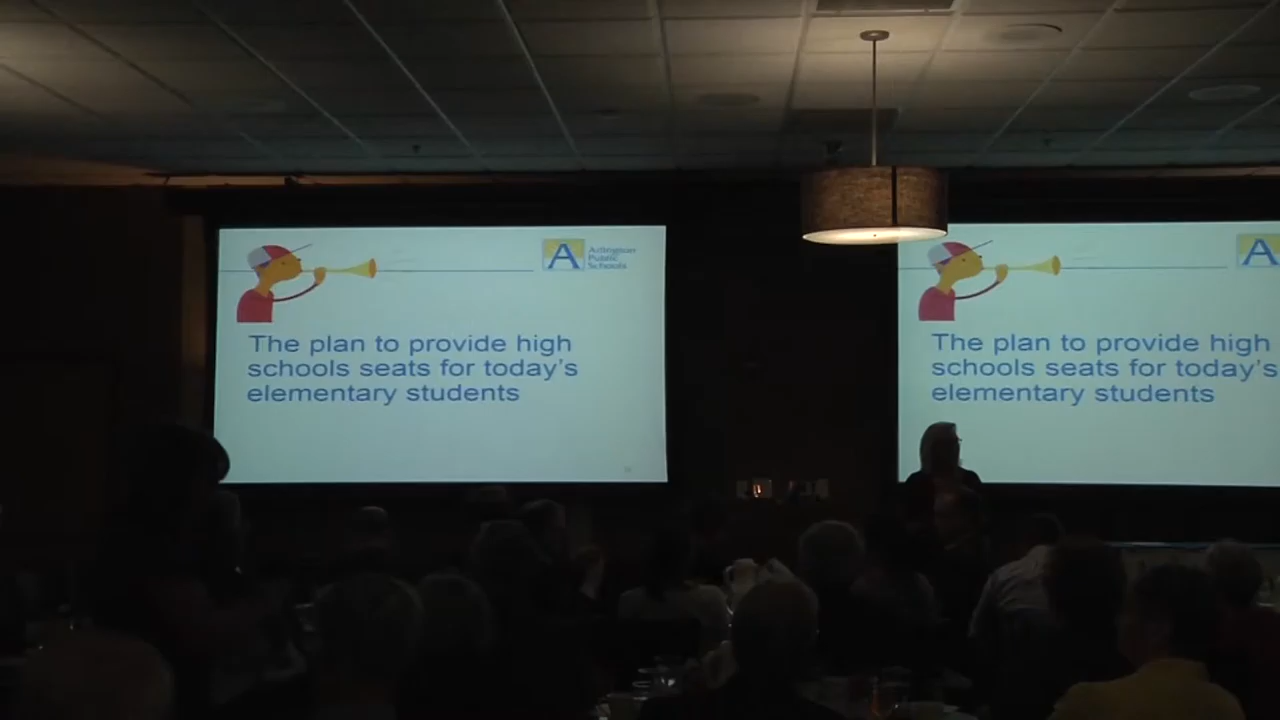 A
Arlington
Public
Schools
The plan to provide high
schools seats for today's
elementary students
A
The plan to provide high
schools seats for today's
elementary students